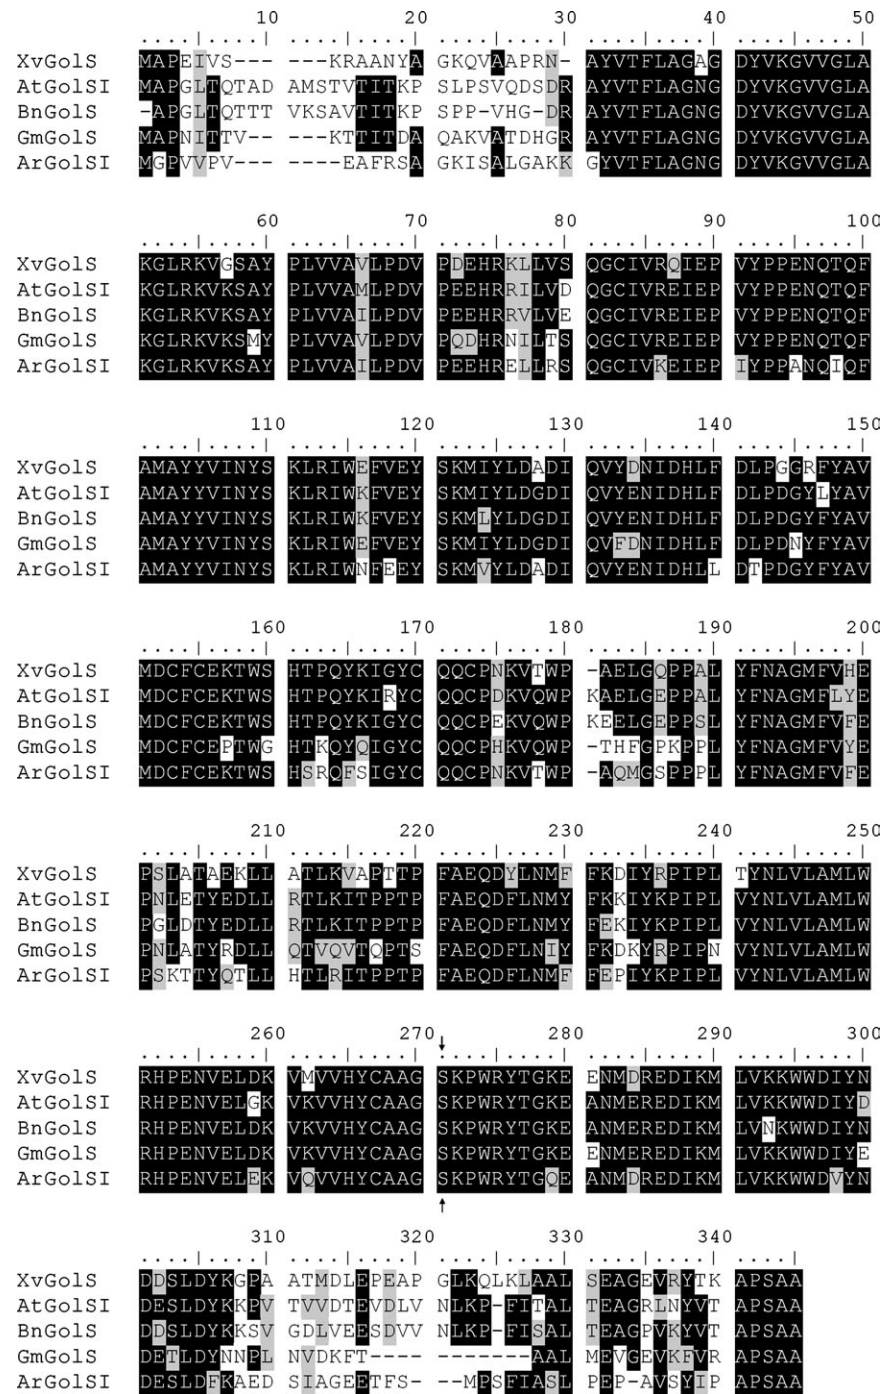 10 20 30 40 50
XvGolS MAPEIVS--- ---KRAANYA GKQVAAPRN- AYVTFLAGAG DYVKGVVGLA
AtGolSI MAPGLTQTAD AMSTVTITKP SLPSVQDSDR AYVTFLAGNG DYVKGVVGLA
BnGolS -APGLTQTTT VKSAVTITKP SPP-VHG-DR AYVTFLAGNG DYVKGVVGLA
GmGolS MAPNITTV-- ---KTTITDA QAKVATDHGR AYVTFLAGNG DYVKGVVGLA
ArGolSI MGPVVPV--- ----EAFRSA GKISALGAKK GYVTFLAGNG DYVKGVVGLA
60 70 80 90 100
XvGolS KGLRKVGSAY PLVVAVLPDV PDEHRKLLVS QGCIVRQIEP VYPPENQTQF
AtGolSI KGLRKVKSAY PLVVAMLPDV PEEHRRILVD QGCIVREIEP VYPPENQTQF
BnGolS KGLRKVKSAY PLVVAILPDV PEEHRRVLVE QGCIVREIEP VYPPENQTQF
GmGolS KGLRKVKSMY PLVVAVLPDV PQDHRNILTS QGCIVREIEP VYPPENQTQF
ArGolSI KGLRKVKSAY PLVVAILPDV PEEHRELLRS QGCIVKEIEP IYPPANQIQF
110 120 130 140 150
XvGolS AMAYYVINYS KLRIWEFVEY SKMIYLDADI QVYDNIDHLF DLPGGRFYAV
AtGolSI AMAYYVINYS KLRIWKFVEY SKMIYLDGDI QVYENIDHLF DLPDGYLYAV
BnGolS AMAYYVINYS KLRIWKFVEY SKMLYLDGDI QVYENIDHLF DLPDGYFYAV
GmGolS AMAYYVINYS KLRIWEFVEY SKMIYLDGDI QVFDNIDHLF DLPDNYFYAV
ArGolSI AMAYYVINYS KLRIWNFEEY SKMVYLDADI QVYENIDHLL DTPDGYFYAV
160 170 180 190 200
XvGolS MDCFCEKTWS HTPQYKIGYC QQCPNKVTWP -AELGQPPAL YFNAGMFVHE
AtGolSI MDCFCEKTWS HTPQYKIRYC QQCPDKVQWP KAELGEPPAL YFNAGMFLYE
BnGolS MDCFCEKTWS HTPQYKIGYC QQCPEKVQWP KEELGEPPSL YFNAGMFVFE
GmGolS MDCFCEPTWG HTKQYQIGYC QQCPHKVQWP -THFGPKPPL YFNAGMFVYE
ArGolSI MDCFCEKTWS HSRQFSIGYC QQCPNKVTWP -AQMGSPPPL YFNAGMFVFE
210 220 230 240 250
XvGolS PSLATAEKLL ATLKVAPTTP FAEQDYLNMF FKDIYRPIPL TYNLVLAMLW
AtGolSI PNLETYEDLL RTLKITPPTP FAEQDFLNMY FKKIYKPIPL VYNLVLAMLW
BnGolS PGLDTYEDLL RTLKITPPTP FAEQDFLNMY FEKIYKPIPL VYNLVLAMLW
GmGolS PNLATYRDLL QTVQVTQPTS FAEQDFLNIY FKDKYRPIPN VYNLVLAMLW
ArGolSI PSKTTYQTLL HTLRITPPTP FAEQDFLNMF FEPIYKPIPL VYNLVLAMLW
260 270 280 290 300
XvGolS RHPENVELDK VMVVHYCAAG SKPWRYTGKE ENMDREDIKM LVKKWWDIYN
AtGolSI RHPENVELGK VKVVHYCAAG SKPWRYTGKE ANMEREDIKM LVKKWWDIYD
BnGolS RHPENVELDK VKVVHYCAAG SKPWRYTGKE ANMEREDIKM LVNKWWDIYN
GmGolS RHPENVELDK VKVVHYCAAG SKPWRYTGKE ENMEREDIKM LVKKWWDIYE
ArGolSI RHPENVELEK VQVVHYCAAG SKPWRYTGQE ANMDREDIKM LVKKWWDVYN
310 320 330 340
XvGolS DDSLDYKGPA ATMDLEPEAP GLKQLKLAAL SEAGEVRYTK APSAA
AtGolSI DESLDYKKPV TVVDTEVDLV NLKP-FITAL TEAGRLNYVT APSAA
BnGolS DDSLDYKKSV GDLVEESDVV NLKP-FISAL TEAGPVKYVT APSAA
GmGolS DETLDYNNPL NVDKFT---- -------AAL MEVGEVKFVR APSAA
ArGolSI DESLDFKAED SIAGEETFS- --MPSFIASL PEP-AVSYIP APSAA